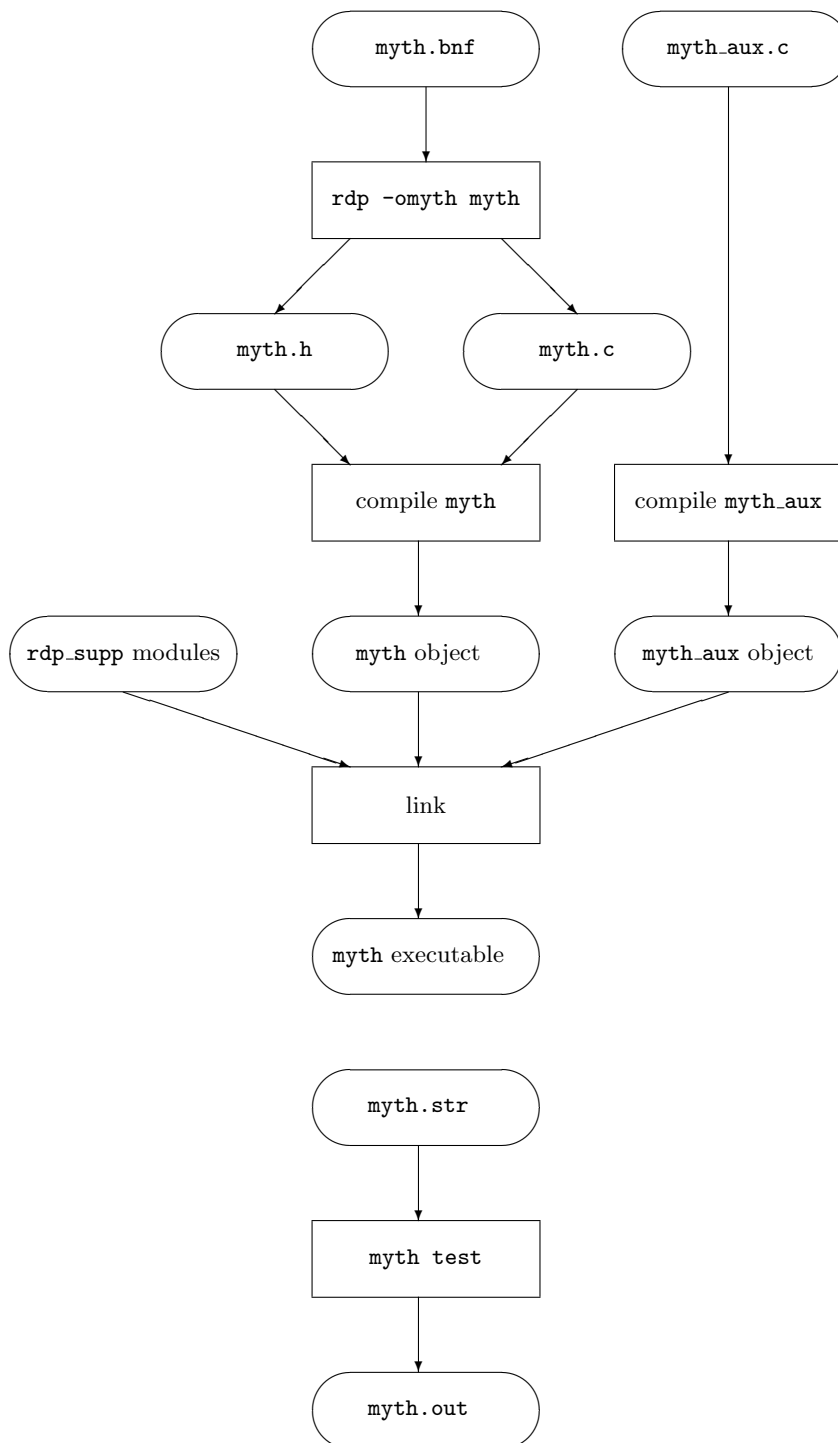 myth.bnf
myth_aux.c
rdp -omyth myth
myth.h
myth.c
compile myth
compile myth_aux
rdp_supp modules
myth object
myth_aux object
link
myth executable
myth.str
myth test
myth.out